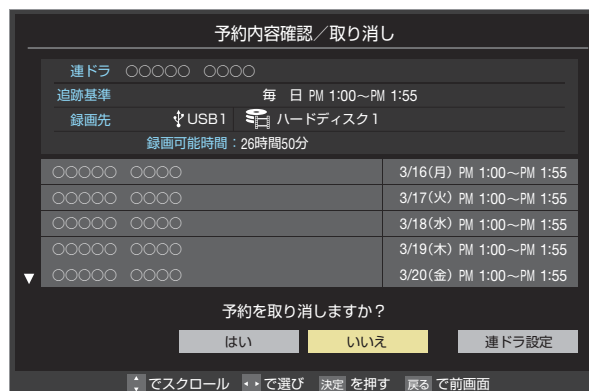 予約内容確認／取り消し
連ドラ ○○○○○ ○○○○
追跡基準 毎 日 PM 1:00～PM 1:55
録画先 USB1 ハードディスク1
録画可能時間：26時間50分
○○○○○ ○○○○ 3/16(月) PM 1:00～PM 1:55
○○○○○ ○○○○ 3/17(火) PM 1:00～PM 1:55
○○○○○ ○○○○ 3/18(水) PM 1:00～PM 1:55
○○○○○ ○○○○ 3/19(木) PM 1:00～PM 1:55
▼ ○○○○○ ○○○○ 3/20(金) PM 1:00～PM 1:55
予約を取り消しますか？
はい いいえ 連ドラ設定
でスクロール で選び 決定 を押す 戻る で前画面